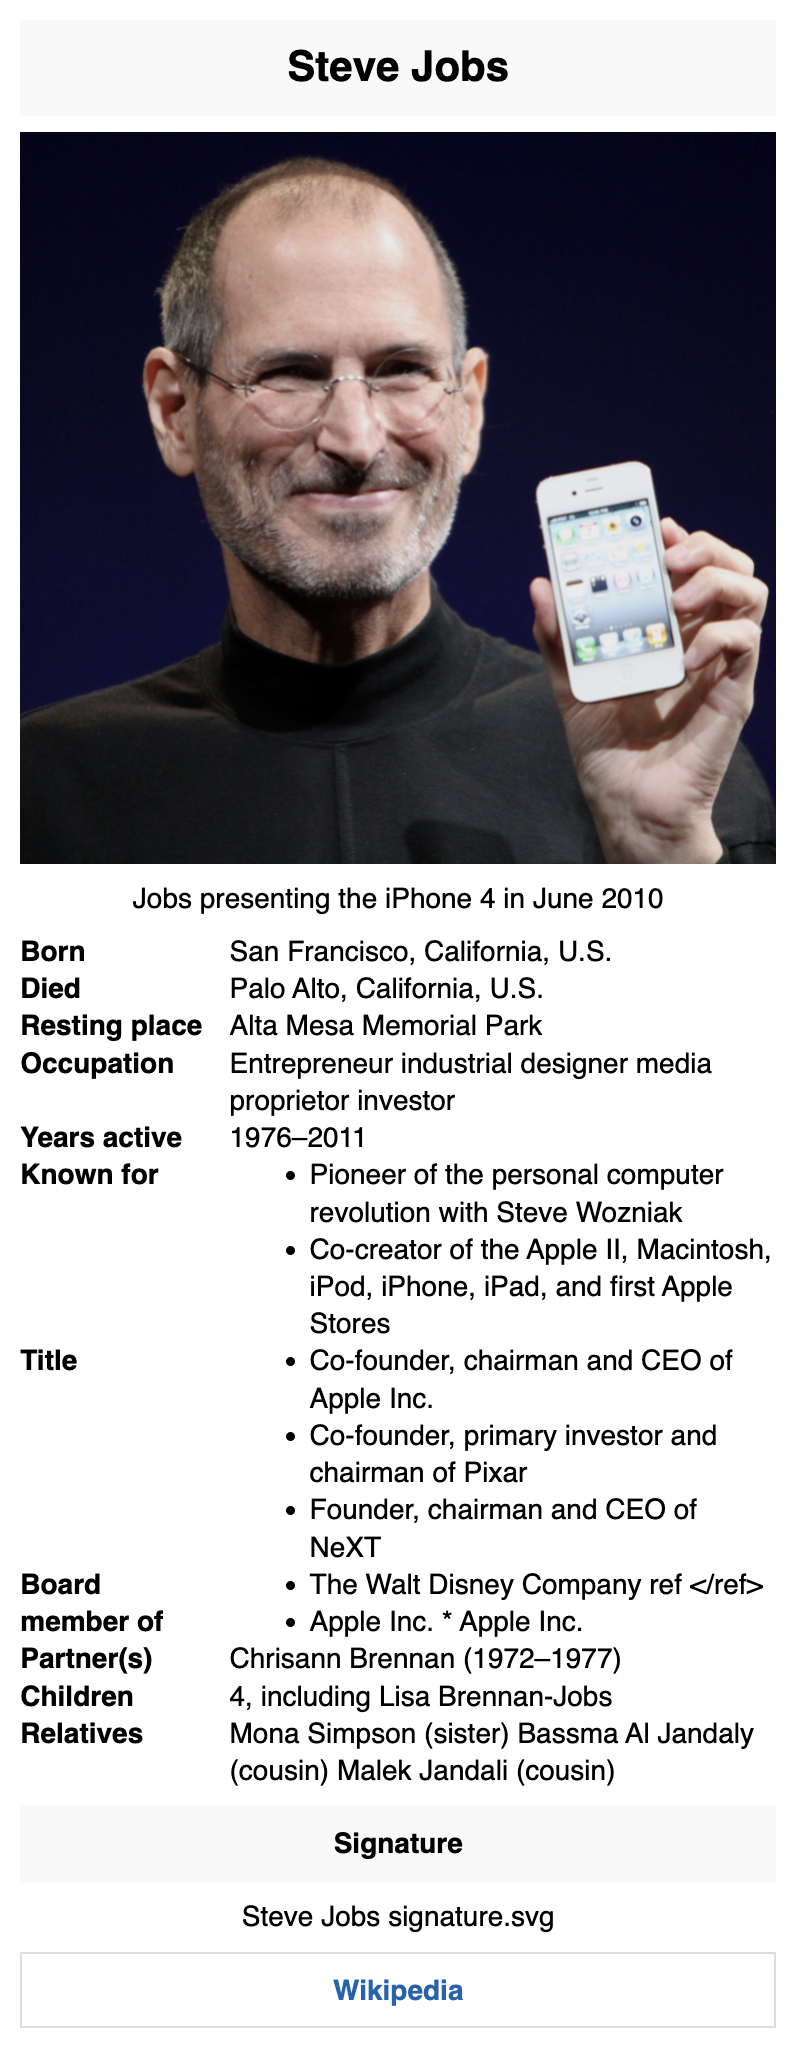 Steve Jobs
Jobs presenting the iPhone 4 in June 2010
Born San Francisco, California, U.S.
Died Palo Alto, California, U.S.
Resting place Alta Mesa Memorial Park
Occupation Entrepreneur industrial designer media
proprietor investor
Years active 1976–2011
Known for • Pioneer of the personal computer
revolution with Steve Wozniak
• Co-creator of the Apple II, Macintosh,
iPod, iPhone, iPad, and first Apple
Stores
Title • Co-founder, chairman and CEO of
Apple Inc.
• Co-founder, primary investor and
chairman of Pixar
• Founder, chairman and CEO of
NeXT
Board • The Walt Disney Company ref </ref>
member of • Apple Inc. * Apple Inc.
Partner(s) Chrisann Brennan (1972–1977)
Children 4, including Lisa Brennan-Jobs
Relatives Mona Simpson (sister) Bassma Al Jandaly
(cousin) Malek Jandali (cousin)
Signature
Steve Jobs signature.svg
Wikipedia